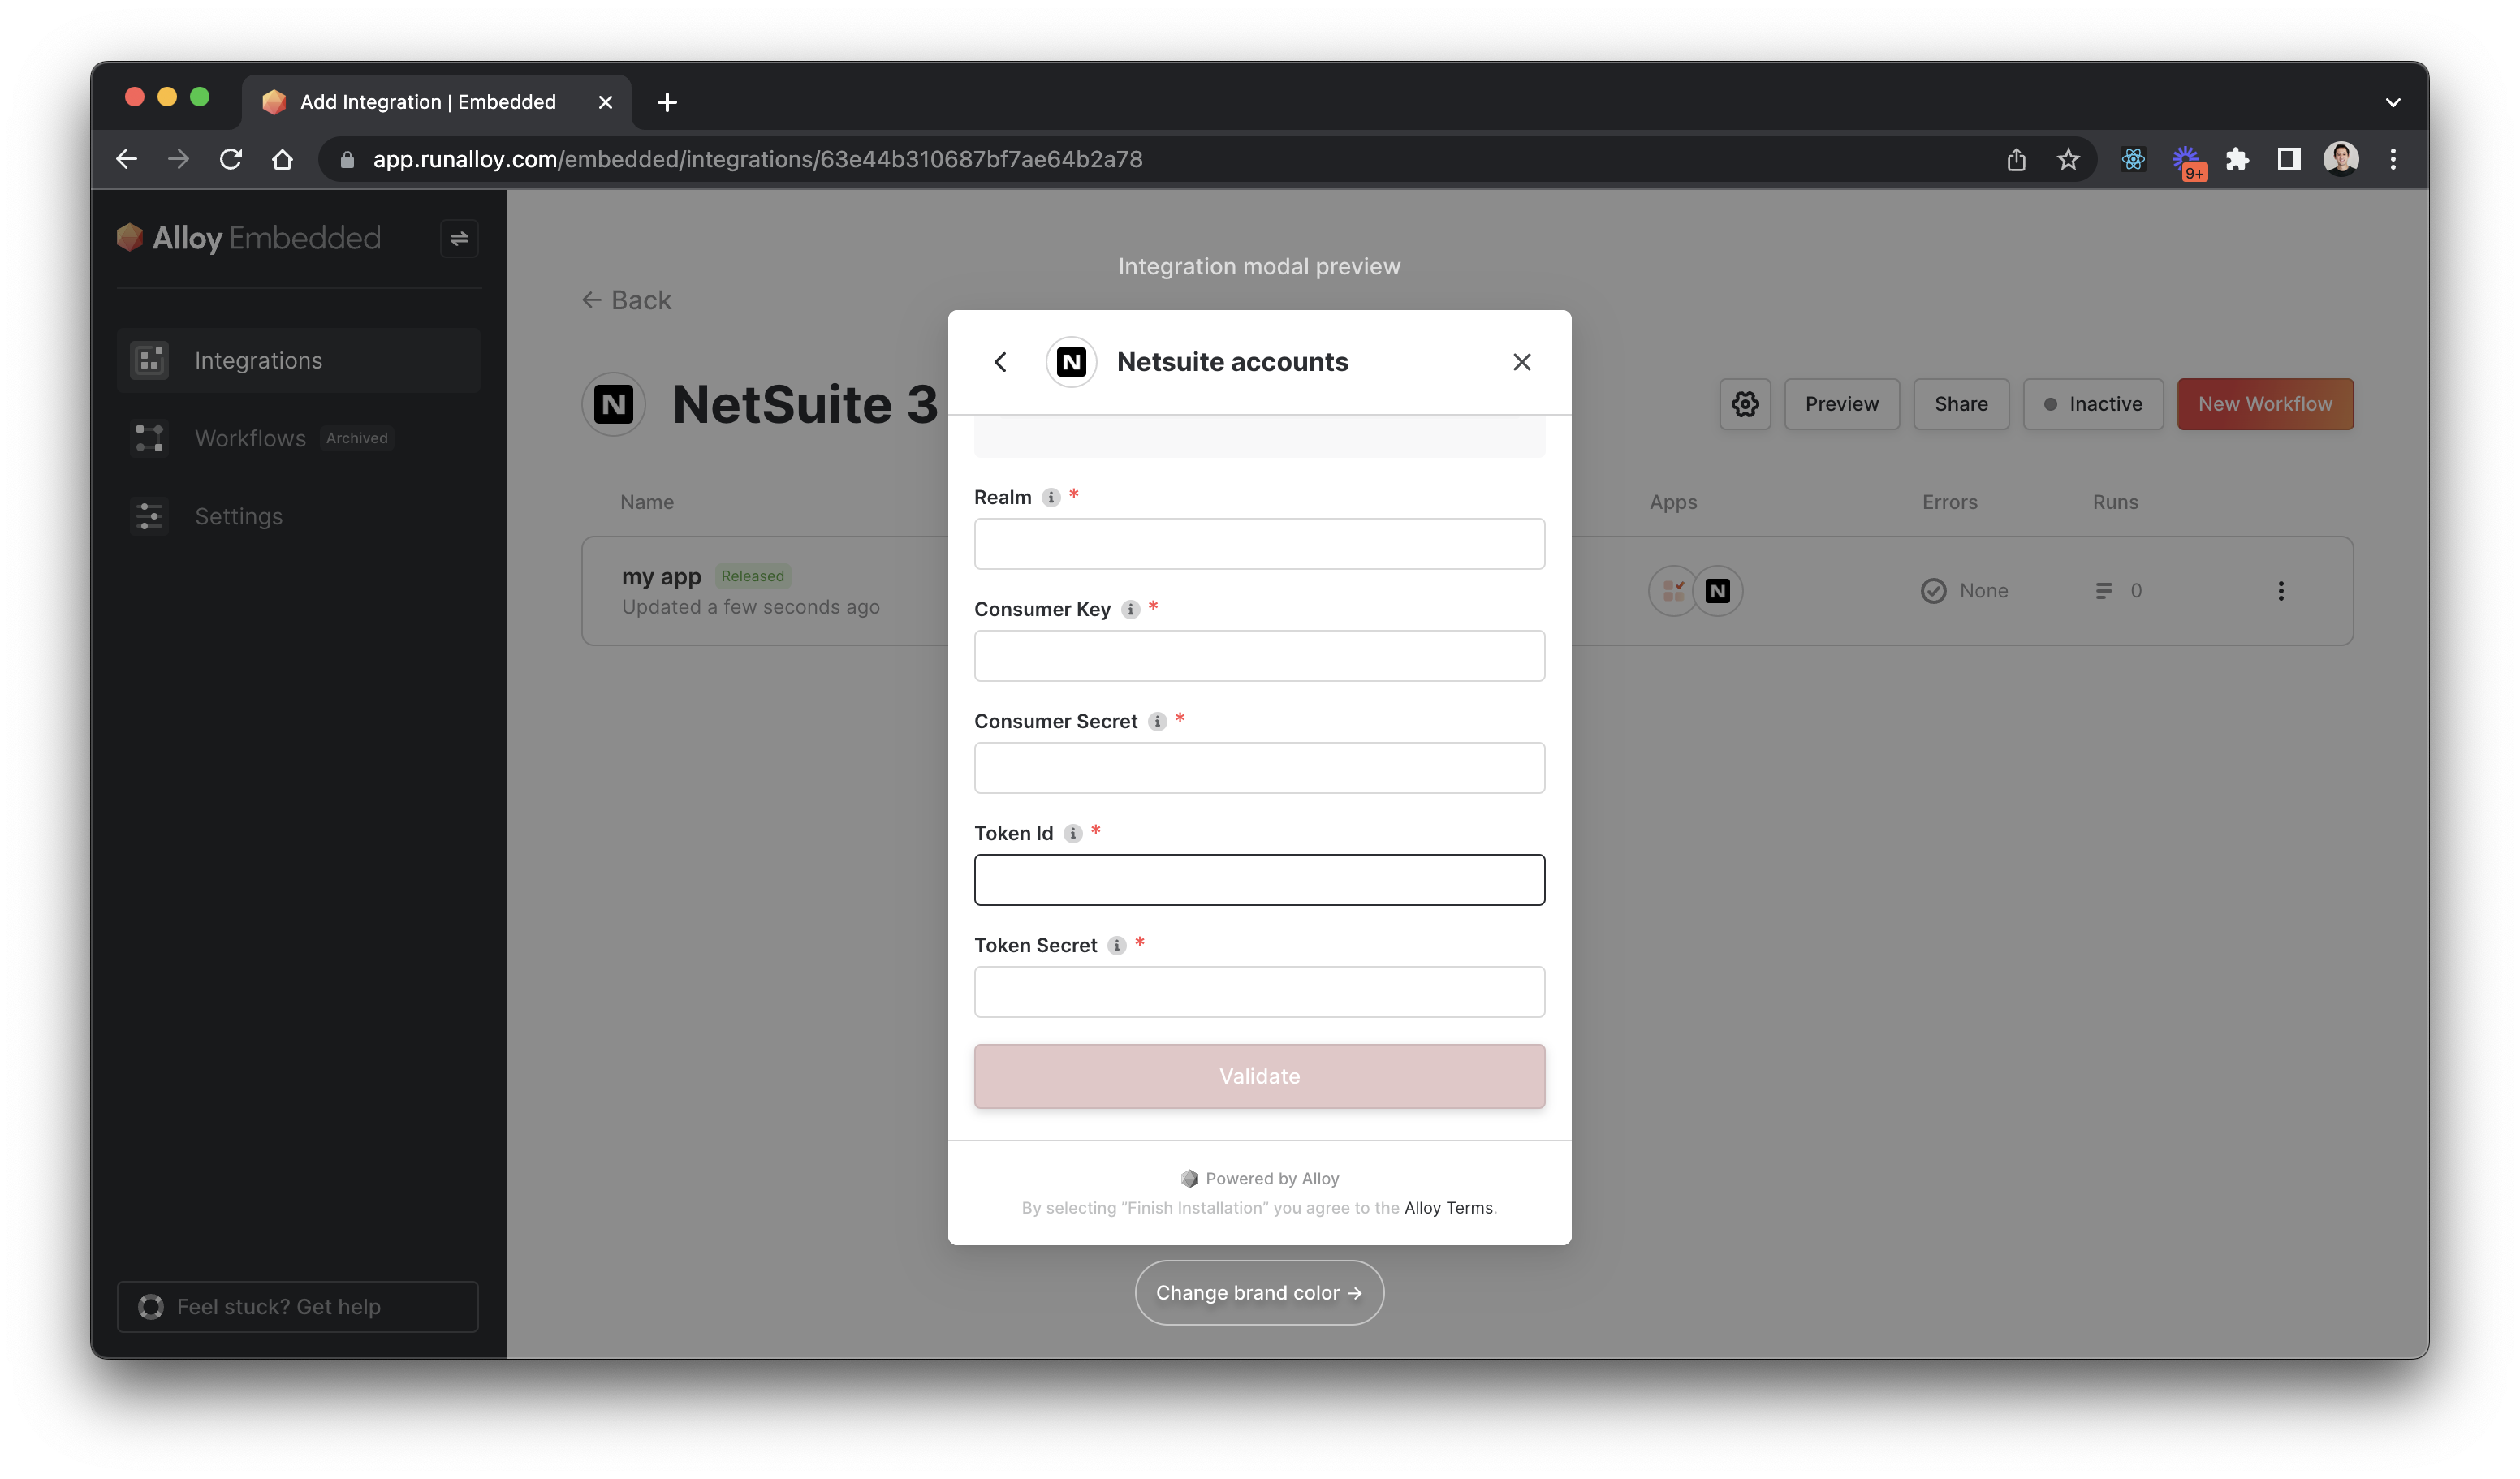 Add Integration | Embedded
app.runalloy.com/embedded/integrations/63e44b310687bf7ae64b2a78
9+
Alloy Embedded
Integrations
Workflows Archived
Settings
Feel stuck? Get help
Integration modal preview
← Back
N NetSuite 3
Preview
Share
Inactive
New Workflow
Name
Apps
Errors
Runs
my app Released
Updated a few seconds ago
N
None
0
N Netsuite accounts
Realm i *
Consumer Key i *
Consumer Secret i *
Token Id i *
Token Secret i *
Validate
Powered by Alloy
By selecting “Finish Installation” you agree to the Alloy Terms.
Change brand color →